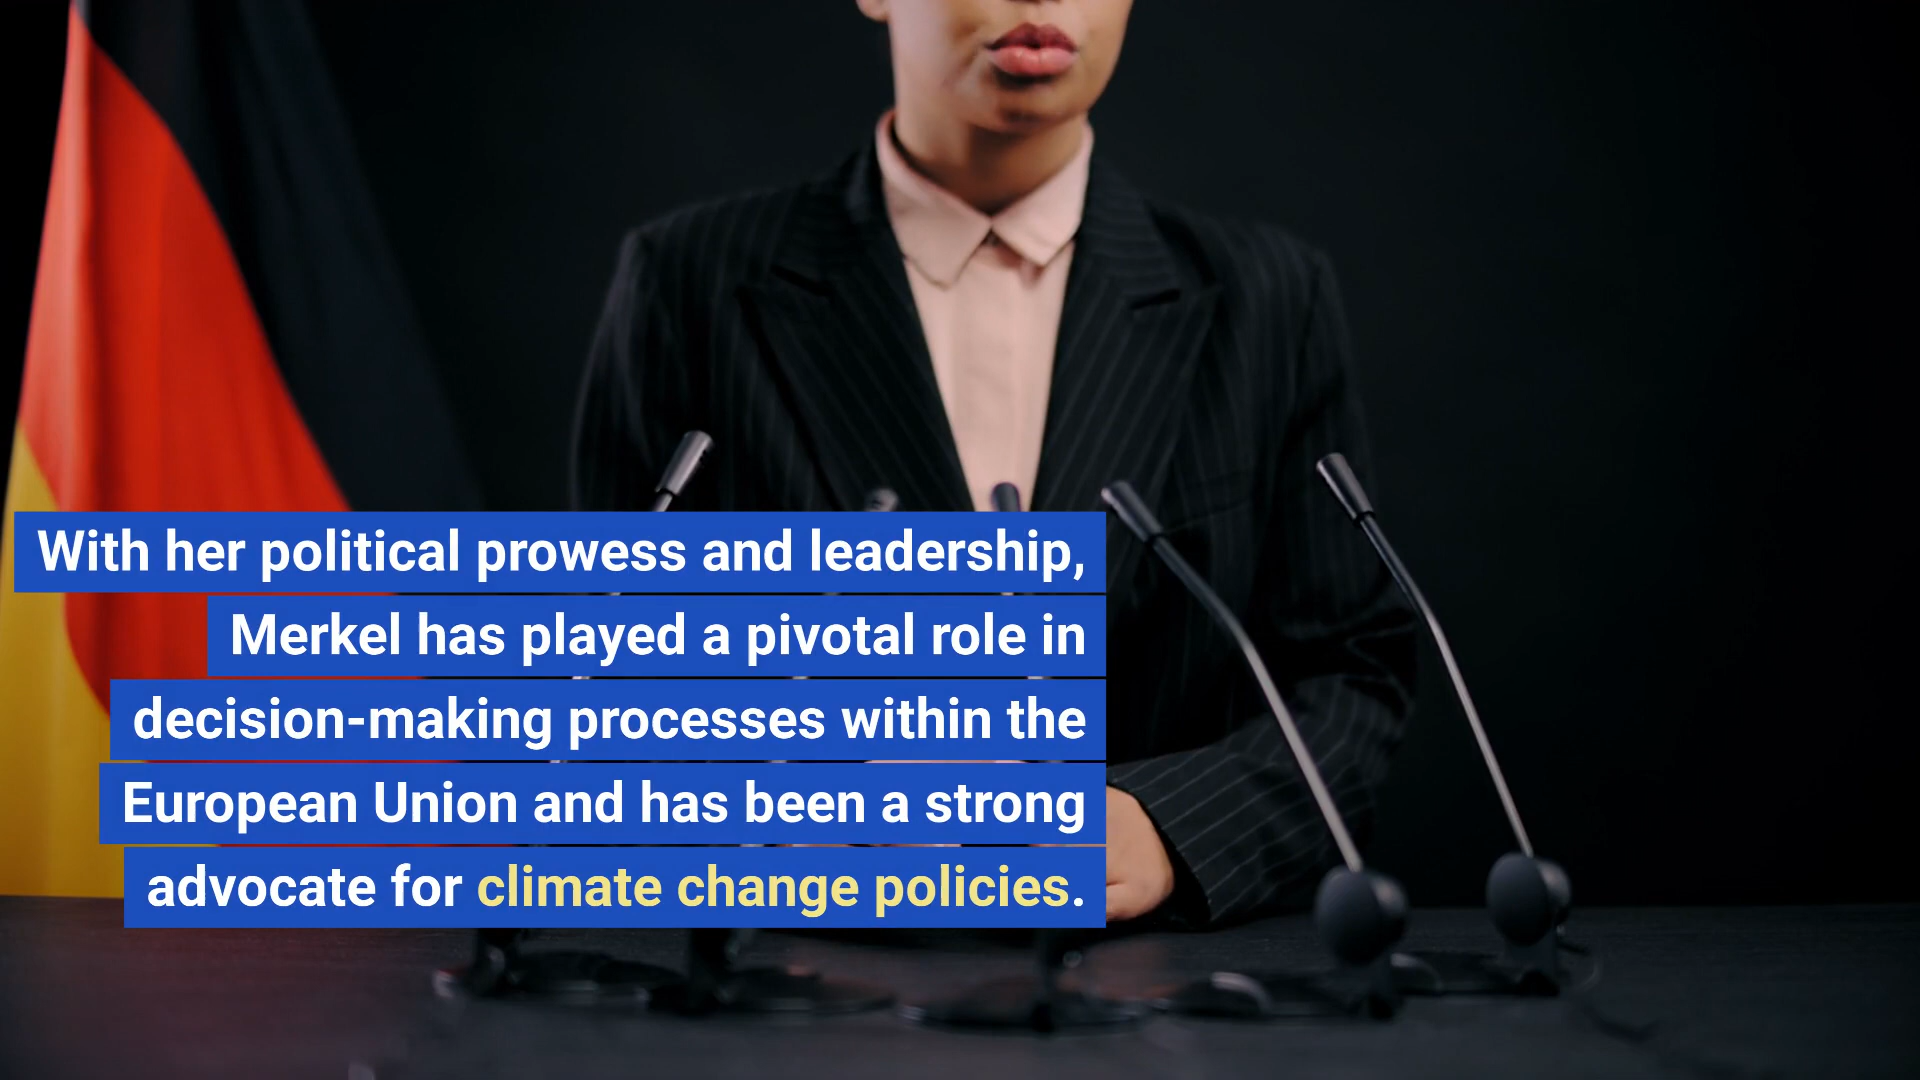 With her political prowess and leadership,
Merkel has played a pivotal role in
decision-making processes within the
European Union and has been a strong
advocate for climate change policies.